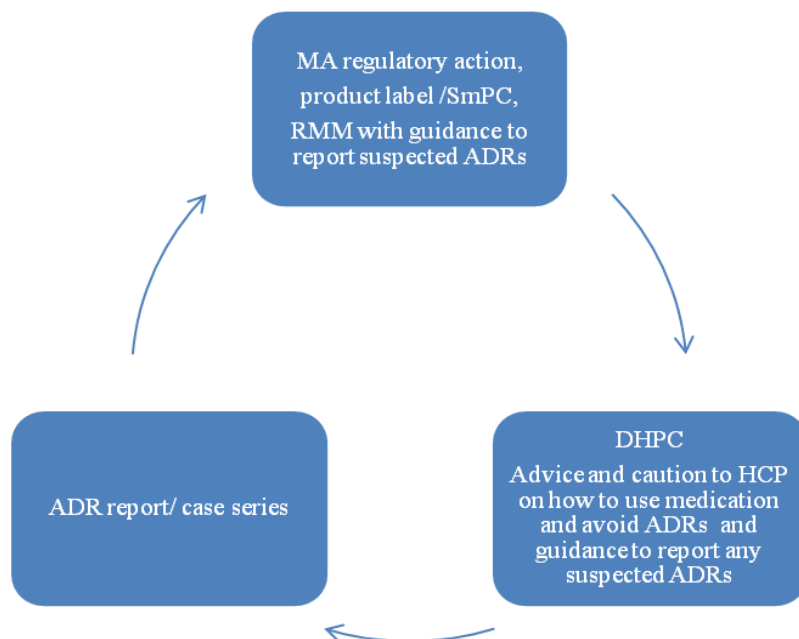 MA regulatory action,
product label /SmPC,
RMM with guidance to
report suspected ADRs
DHPC
Advice and caution to HCP
on how to use medication
and avoid ADRs and
guidance to report any
suspected ADRs
ADR report/ case series